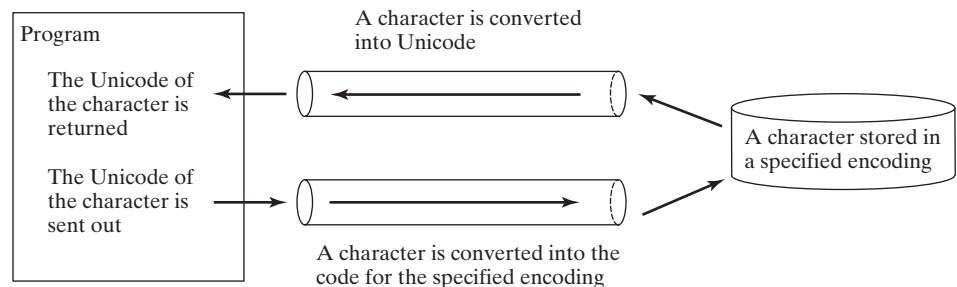 Program
The Unicode of
the character is
returned
The Unicode of
the character is
sent out
A character is converted
into Unicode
A character is converted into the
code for the specified encoding
A character stored in
a specified encoding